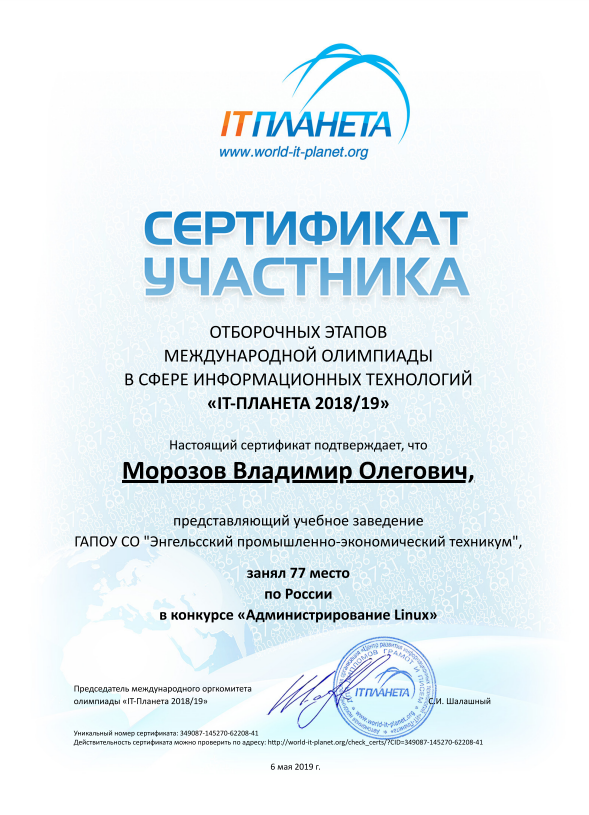 ITПЛАНЕТА
www.world-it-planet.org
СЕРТИФИКАТ
УЧАСТНИКА
ОТБОРОЧНЫХ ЭТАПОВ
МЕЖДУНАРОДНОЙ ОЛИМПИАДЫ
В СФЕРЕ ИНФОРМАЦИОННЫХ ТЕХНОЛОГИЙ
«IT-ПЛАНЕТА 2018/19»
Настоящий сертификат подтверждает, что
Морозов Владимир Олегович,
представляющий учебное заведение
ГАПОУ СО "Энгельсский промышленно-экономический техникум",
занял 77 место
по России
в конкурсе «Администрирование Linux»
Председатель международного оргкомитета
олимпиады «IT-Планета 2018/19»
ITПЛАНЕТА
www.world-it-planet.org
С.И. Шалашный
Уникальный номер сертификата: 349087-145270-62208-41
Действительность сертификата можно проверить по адресу: http://world-it-planet.org/check_certs/?CID=349087-145270-62208-41
6 мая 2019 г.